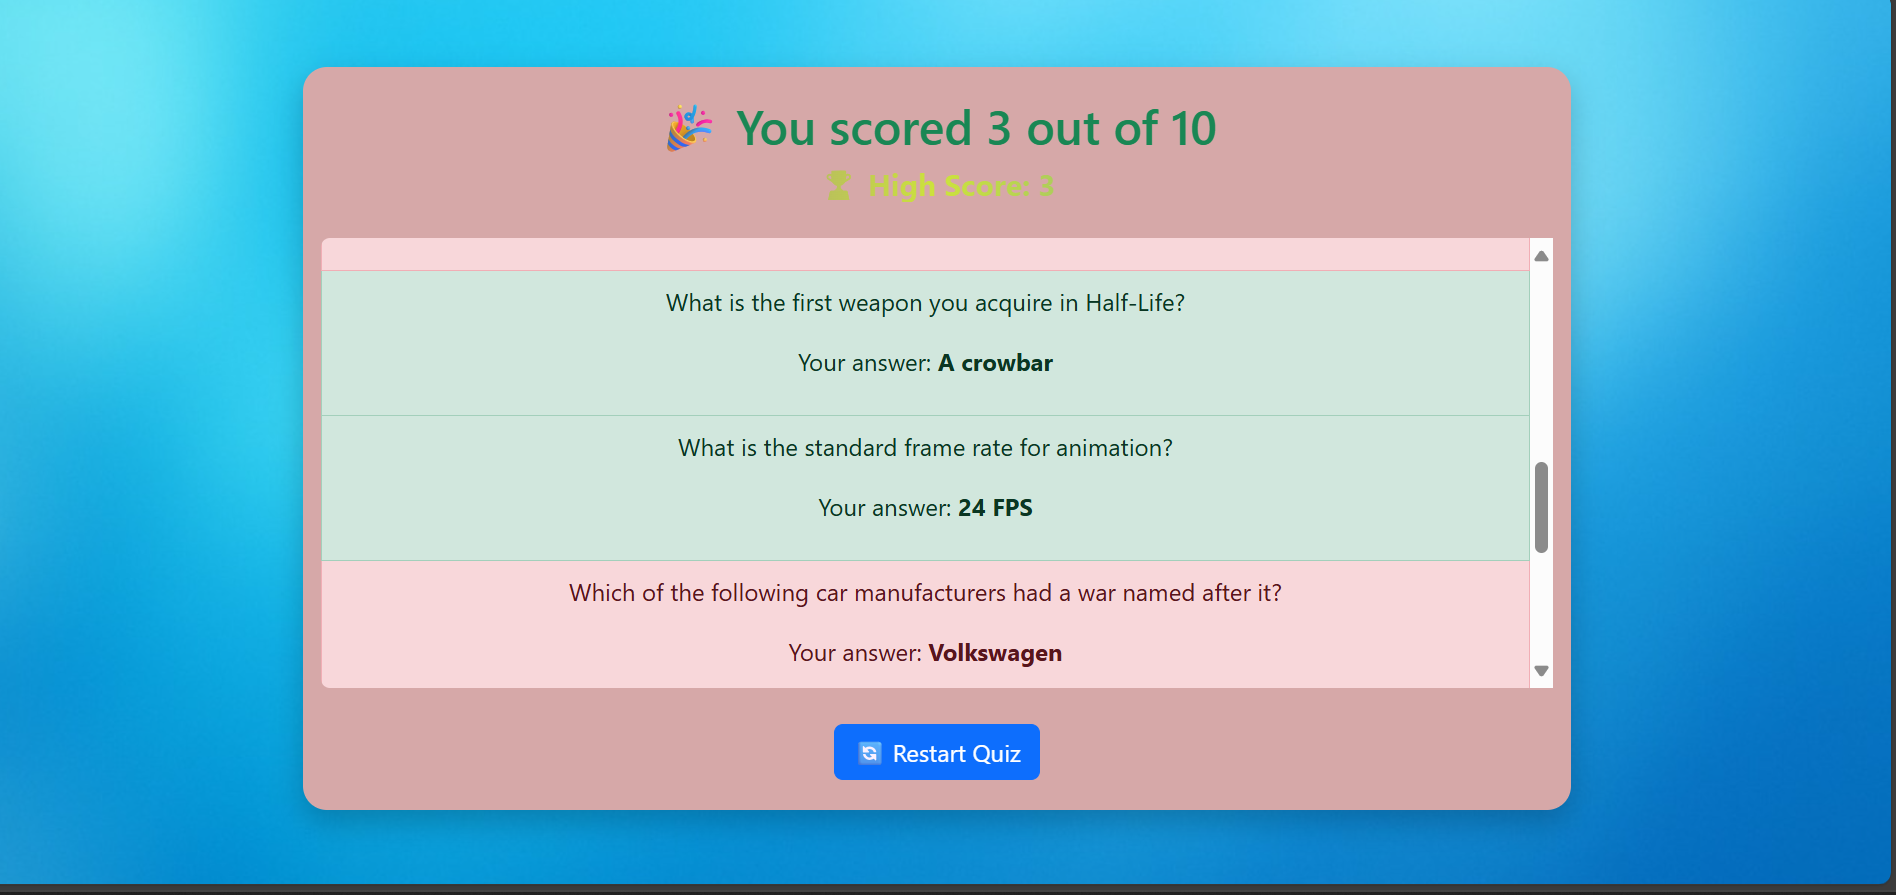 🎉 You scored 3 out of 10
🏆 High Score: 3
What is the first weapon you acquire in Half-Life?
Your answer: A crowbar
What is the standard frame rate for animation?
Your answer: 24 FPS
Which of the following car manufacturers had a war named after it?
Your answer: Volkswagen
🔄 Restart Quiz